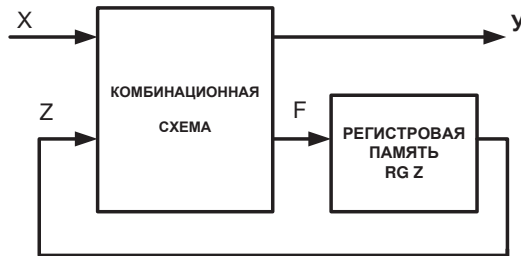 X
У
КОМБИНАЦИОННАЯ
СХЕМА
Z
F
РЕГИСТРОВАЯ
ПАМЯТЬ
RG Z